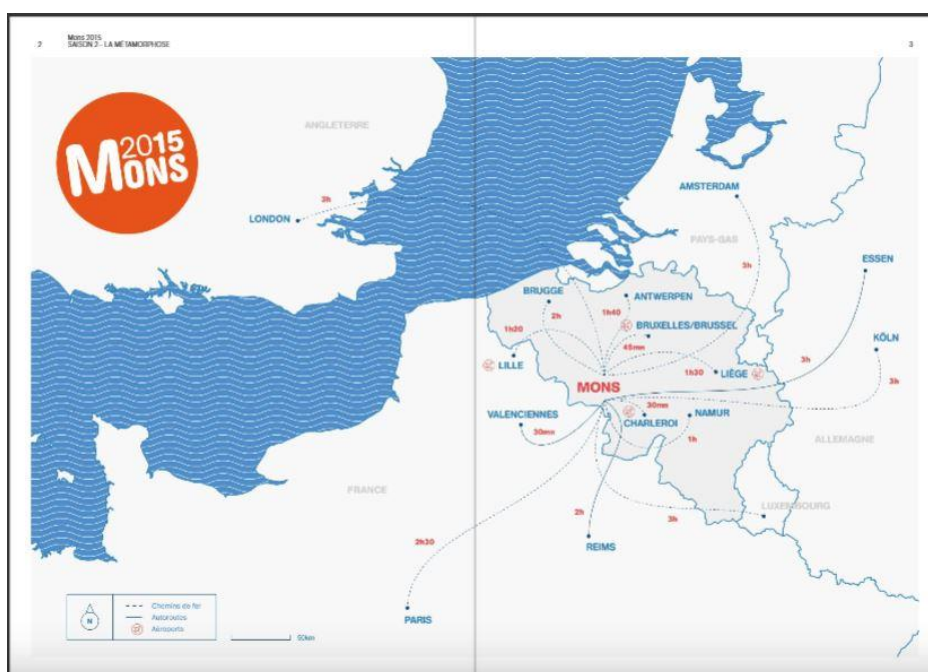 2
Mons 2015
SAISON 2 - LA MÉTAMORPHOSE
3
2015
MONS
ANGLETERRE
LONDON
2h
AMSTERDAM
PAYS-GAS
3h
ESSEN
BRUGGE
ANTWERPEN
2h
1h40
BRUXELLES/BRUSSEL
KÖLN
1h20
45mn
LILLE
3h
MONS
1h30
LIÈGE
3h
VALENCIENNES
30mn
CHARLEROI
NAMUR
30mn
1h
ALLEMAGNE
FRANCE
LUXEMBOURG
2h
3h
2h30
REIMS
PARIS
N
Chemins de fer
Autoroutes
Aéroports
50km